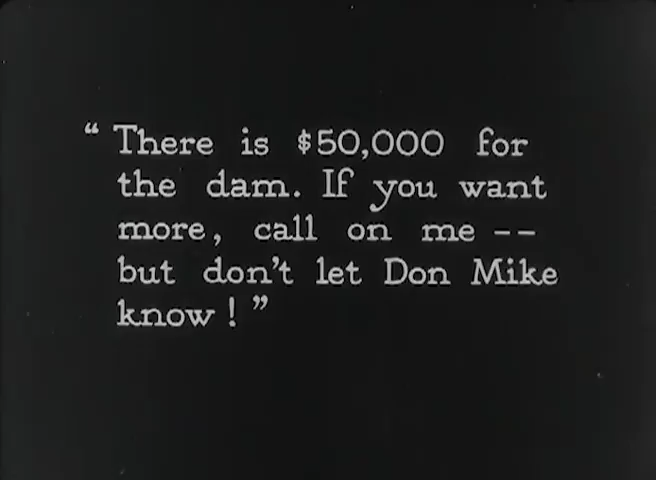 “ There is $50,000 for
the dam. If you want
more, call on me --
but don't let Don Mike
know ! ”